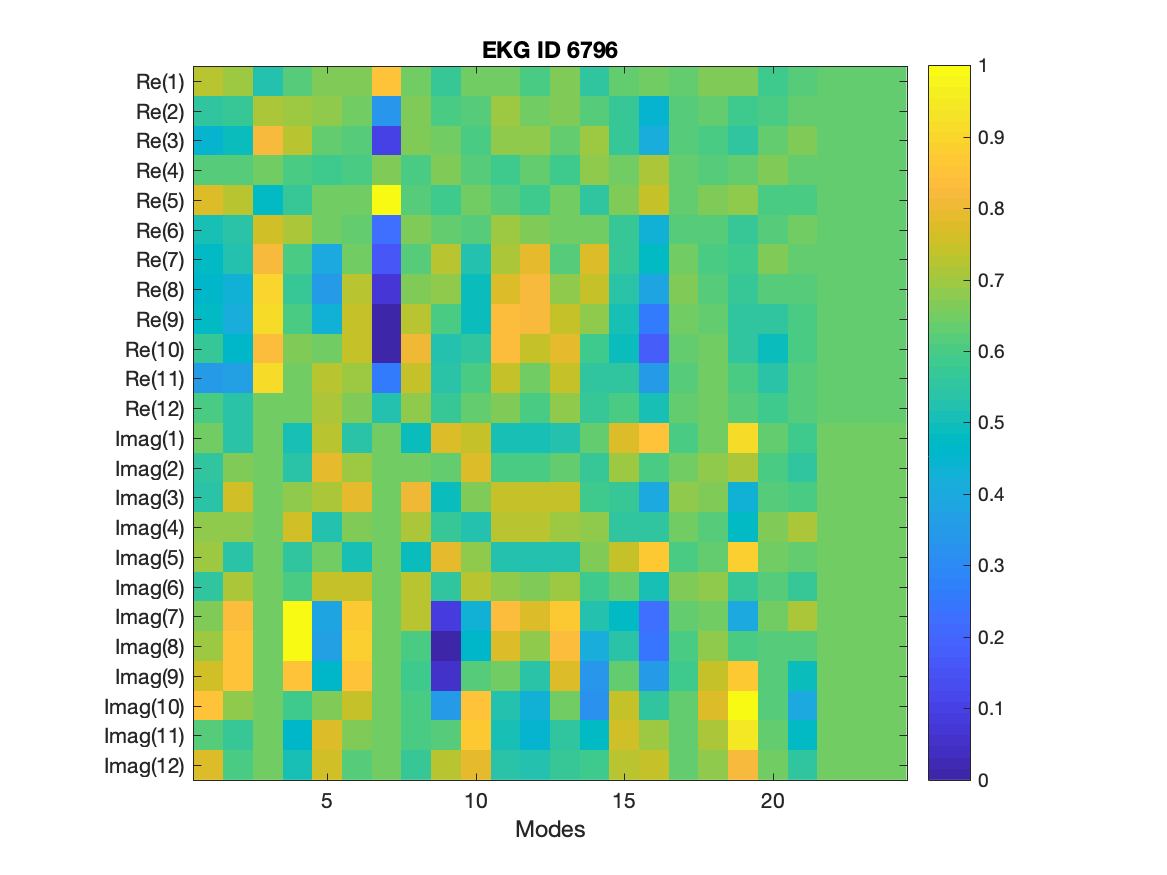 EKG ID 6796
Re(1)
Re(2)
Re(3)
Re(4)
Re(5)
Re(6)
Re(7)
Re(8)
Re(9)
Re(10)
Re(11)
Re(12)
Imag(1)
Imag(2)
Imag(3)
Imag(4)
Imag(5)
Imag(6)
Imag(7)
Imag(8)
Imag(9)
Imag(10)
Imag(11)
Imag(12)
5 10 15 20
Modes
1
0.9
0.8
0.7
0.6
0.5
0.4
0.3
0.2
0.1
0